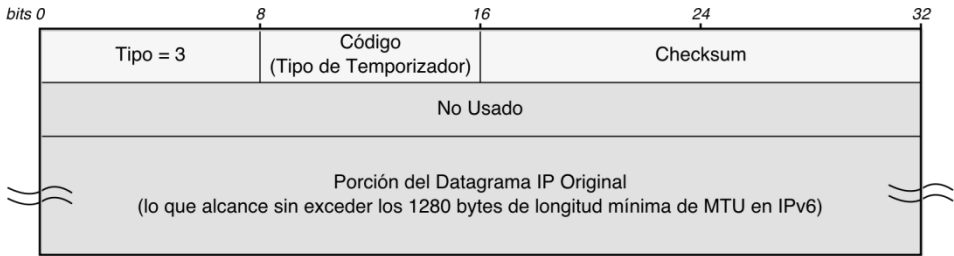 bits 0 8 16 24 32
Tipo = 3
Código
(Tipo de Temporizador)
Checksum
No Usado
Porción del Datagrama IP Original
(lo que alcance sin exceder los 1280 bytes de longitud mínima de MTU en IPv6)